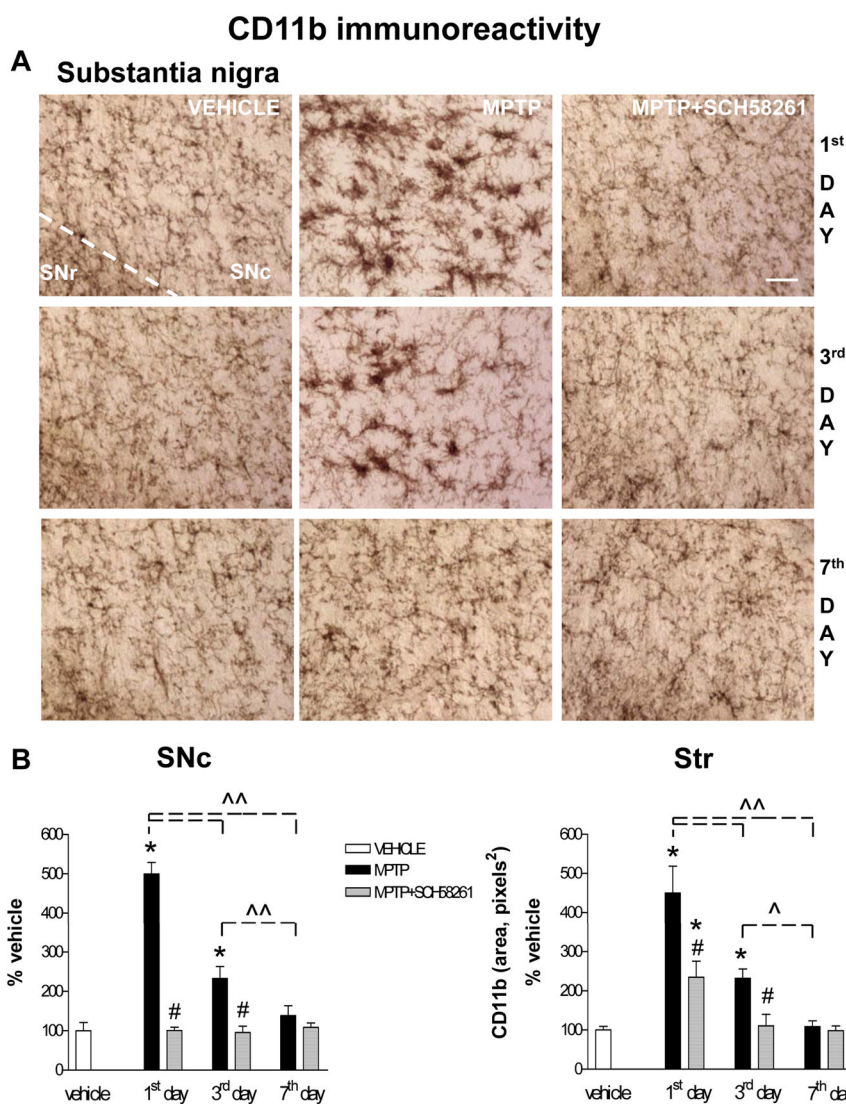 CD11b immunoreactivity
A
Substantia nigra
VEHICLE
MPTP
MPTP+SCH58261
1st
D
A
Y
SNr
SNc
3rd
D
A
Y
7th
D
A
Y
B
SNc
% vehicle
600
500
400
300
200
100
0
^^
*
^^
*
#
#
vehicle
1st day
3rd day
7th day
VEHICLE
MPTP
MPTP+SCH58261
Str
CD11b (area, pixels2)
% vehicle
600
500
400
300
200
100
0
^^
*
*
#
^
*
#
vehicle
1st day
3rd day
7th da